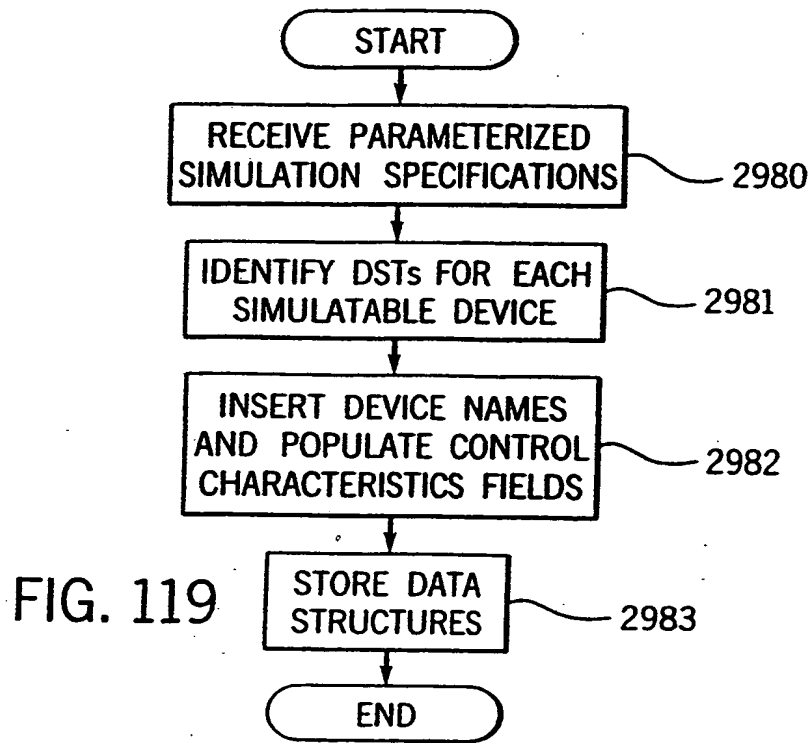 START
RECEIVE PARAMETERIZED
SIMULATION SPECIFICATIONS
2980
IDENTIFY DSTs FOR EACH
SIMULATABLE DEVICE
2981
INSERT DEVICE NAMES
AND POPULATE CONTROL
CHARACTERISTICS FIELDS
2982
STORE DATA
STRUCTURES
2983
FIG. 119
END